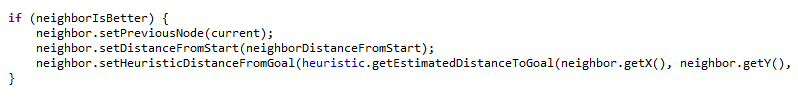 if (neighborIsBetter) {
    neighbor.setPreviousNode(current);
    neighbor.setDistanceFromStart(neighborDistanceFromStart);
    neighbor.setHeuristicDistanceFromGoal(heuristic.getEstimatedDistanceToGoal(neighbor.getX(), neighbor.getY(),
}